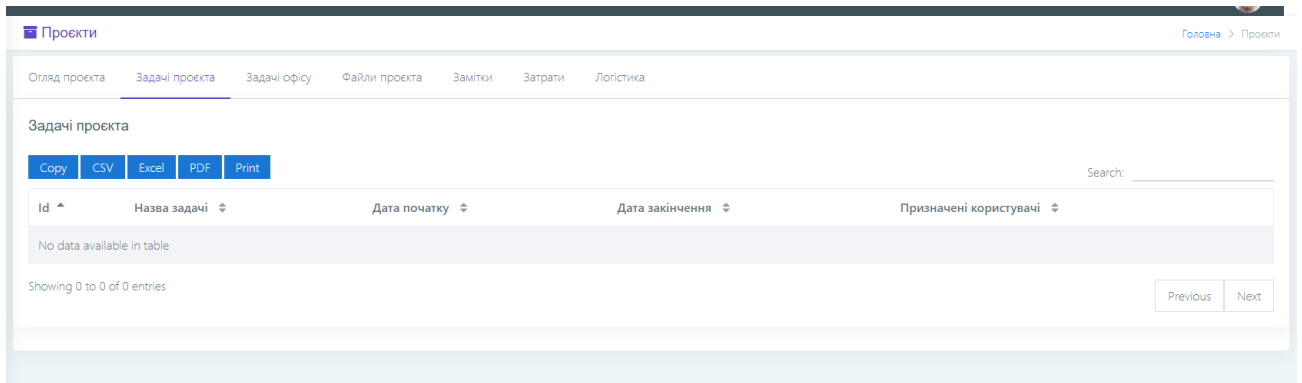 Проєкти
Головна > Проєкти
Огляд проєкта Задачі проєкта Задачі офісу Файли проєкта Замітки Затрати Логістика
Задачі проєкта
Copy CSV Excel PDF Print
Search:
Id Назва задачі Дата початку Дата закінчення Призначені користувачі
No data available in table
Showing 0 to 0 of 0 entries
Previous Next